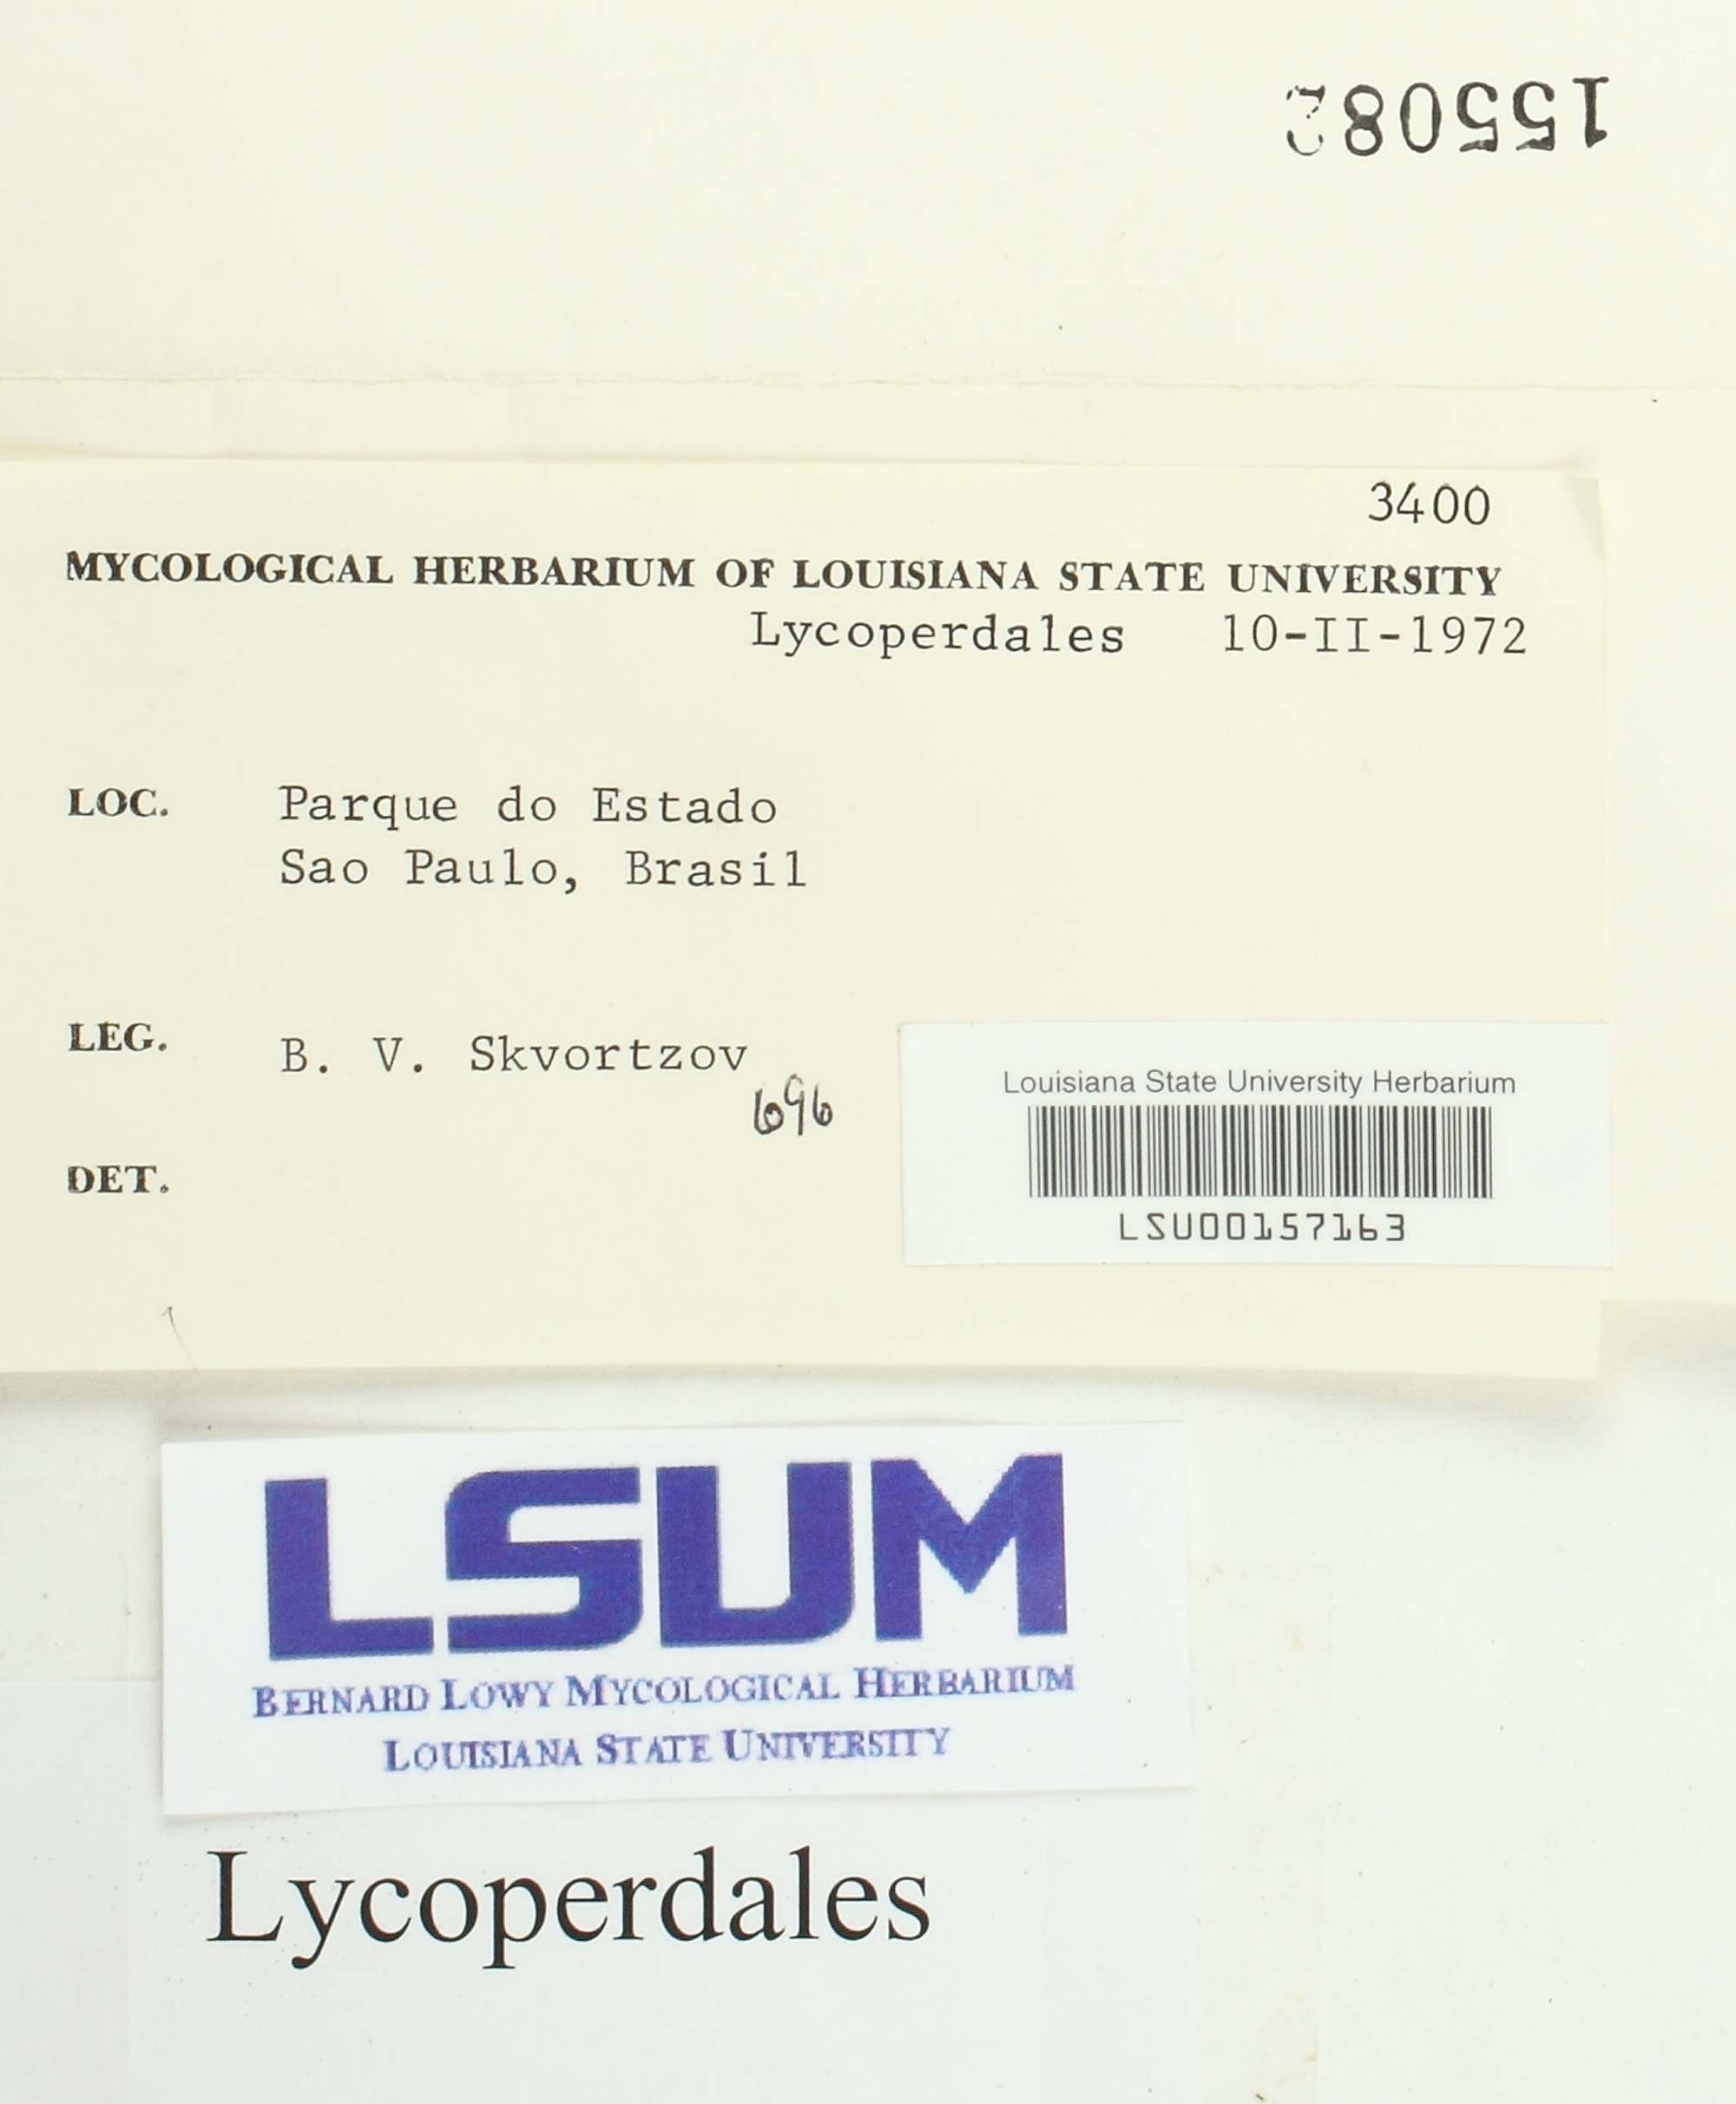 155082
3400
MYCOLOGICAL HERBARIUM OF LOUISIANA STATE UNIVERSITY
Lycoperdales 10-II-1972
LOC. Parque do Estado
Sao Paulo, Brasil
LEG. B. V. Skvortzov
696
DET.
Louisiana State University Herbarium
LSU00157163
LSUM
BERNARD LOWY MYCOLOGICAL HERBARIUM
LOUISIANA STATE UNIVERSITY
Lycoperdales